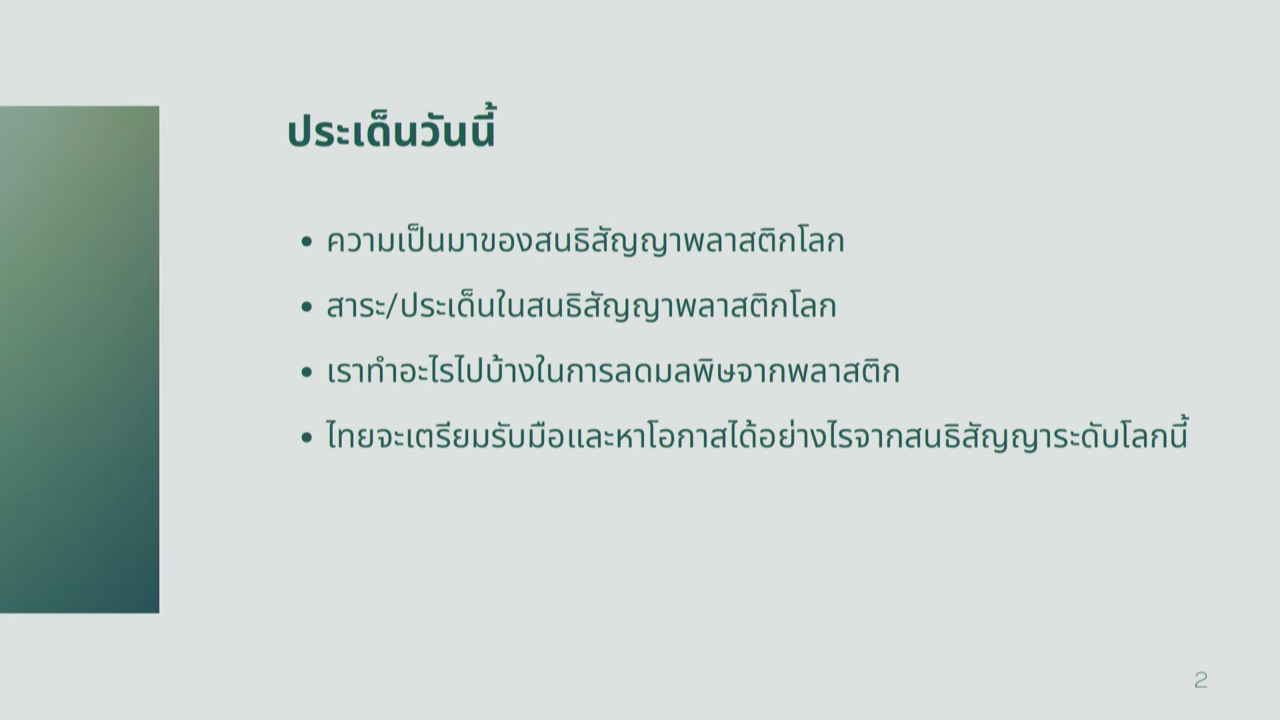 ประเด็นวันนี้
• ความเป็นมาของสนธิสัญญาพลาสติกโลก
• สาระ/ประเด็นในสนธิสัญญาพลาสติกโลก
• เราทำอะไรไปบ้างในการลดมลพิษจากพลาสติก
• ไทยจะเตรียมรับมือและหาโอกาสได้อย่างไรจากสนธิสัญญาระดับโลกนี้
2